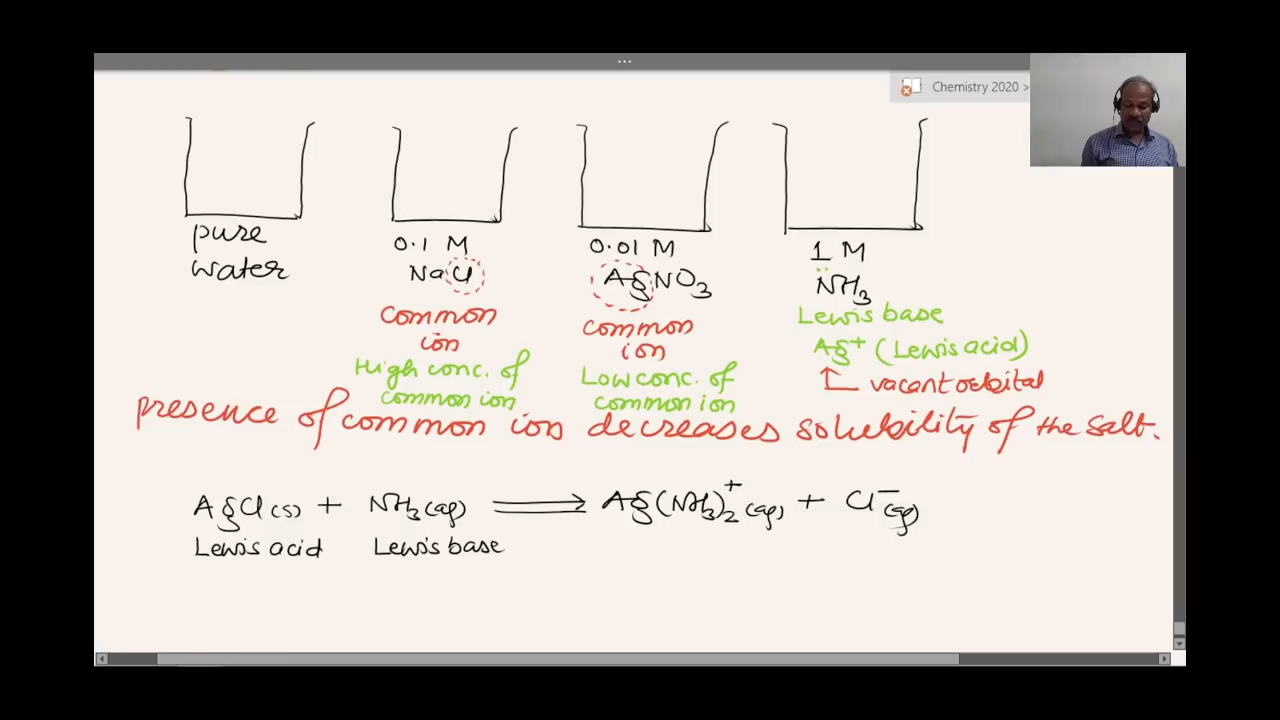 Chemistry 2020 >
pure
water
0.1 M
NaCl
common
ion
High conc. of
common ion
0.01 M
AgNO3
common
ion
Low conc. of
common ion
1 M
N̈H3
Lewis base
Ag+ (Lewis acid)
vacant orbital
presence of common ion decreases solubility of the salt.
AgCl(s) + NH3(aq) ⇌ Ag(NH3)2+(aq) + Cl−(aq)
Lewis acid Lewis base